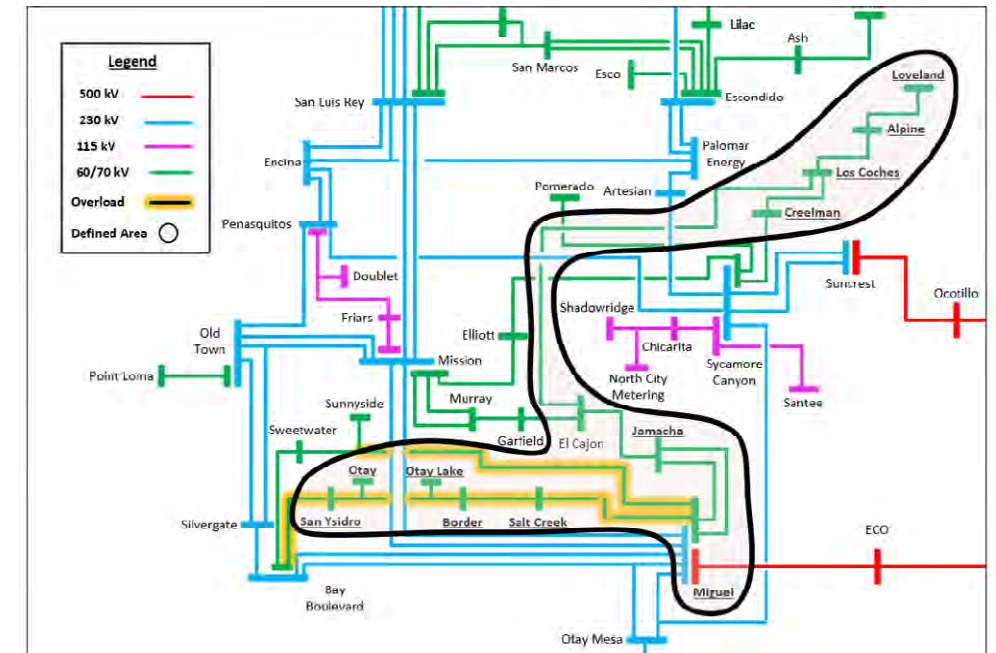 Lilac
Ash
San Marcos
Esco
Legend
500 kV
230 kV
115 kV
60/70 kV
Overload
Defined Area
San Luis Rey
Escondido
Loveland
Alpine
Encina
Palomar
Energy
Los Coches
Pomerado
Artesian
Creelman
Penasquitos
Doublet
Suncrest
Ocotillo
Shadowridge
Friars
Old
Town
Elliott
Chicarita
Sycamore
Canyon
Mission
North City
Metering
Point Loma
Santee
Sunnyside
Murray
Sweetwater
Garfield
El Cajon
Jamacha
Otay
Otay Lake
San Ysidro
Border
Salt Creek
Silvergate
ECO
Miguel
Bay
Boulevard
Otay Mesa